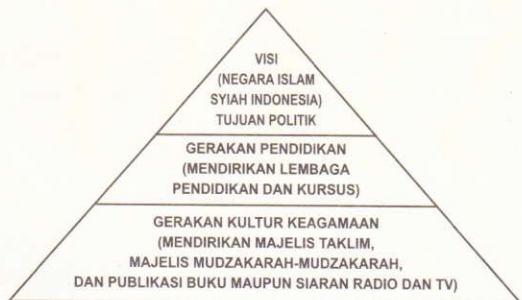 VISI
(NEGARA ISLAM
SYIAH INDONESIA)
TUJUAN POLITIK
GERAKAN PENDIDIKAN
(MENDIRIKAN LEMBAGA
PENDIDIKAN DAN KURSUS)
GERAKAN KULTUR KEAGAMAAN
(MENDIRIKAN MAJELIS TAKLIM,
MAJELIS MUDZAKARAH-MUDZAKARAH,
DAN PUBLIKASI BUKU MAUPUN SIARAN RADIO DAN TV)